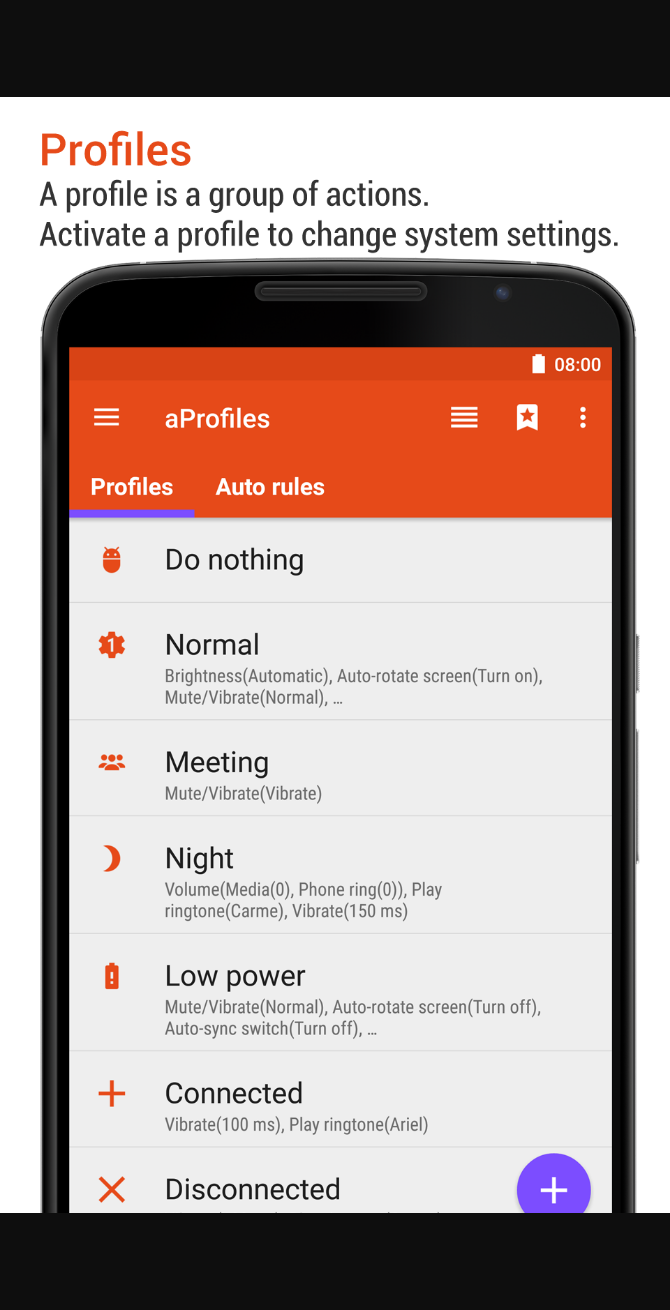 Profiles
A profile is a group of actions.
Activate a profile to change system settings.
08:00
aProfiles
Profiles
Auto rules
Do nothing
1
Normal
Brightness(Automatic), Auto-rotate screen(Turn on),
Mute/Vibrate(Normal), …
Meeting
Mute/Vibrate(Vibrate)
Night
Volume(Media(0), Phone ring(0)), Play
ringtone(Carme), Vibrate(150 ms)
Low power
Mute/Vibrate(Normal), Auto-rotate screen(Turn off),
Auto-sync switch(Turn off), …
Connected
Vibrate(100 ms), Play ringtone(Ariel)
Disconnected